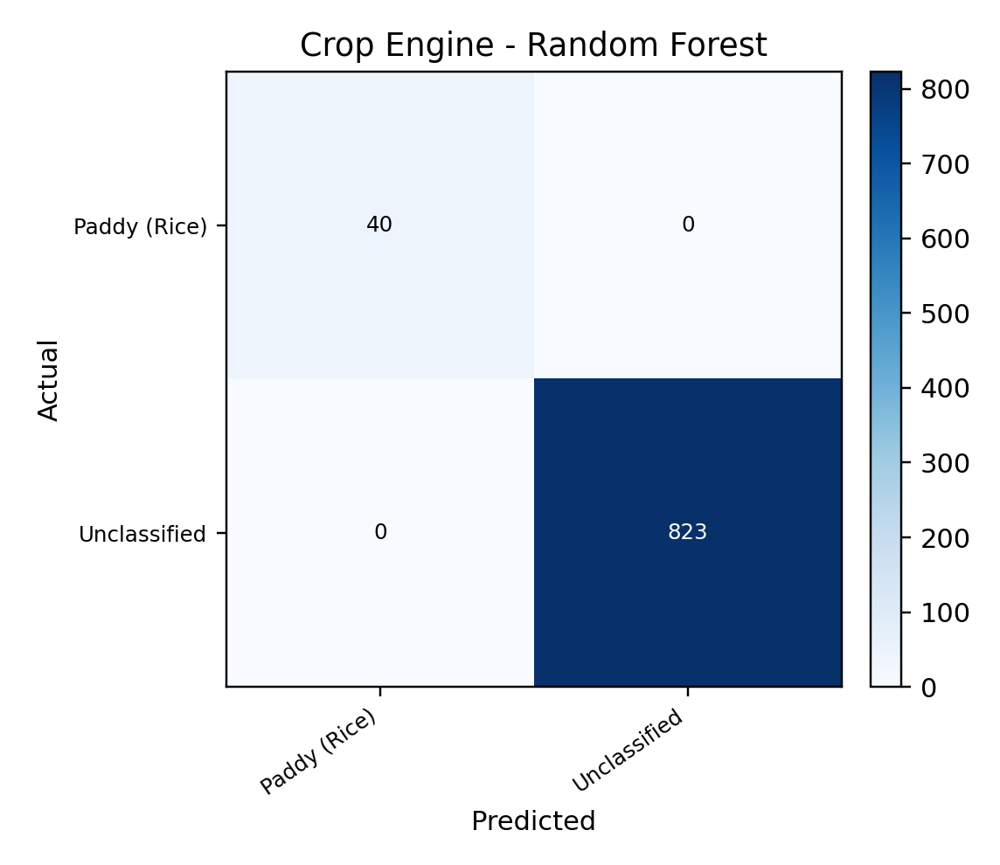 Crop Engine - Random Forest
800
700
600
500
400
300
200
100
0
Actual
Paddy (Rice)
40
0
Unclassified
0
823
Paddy (Rice)
Unclassified
Predicted